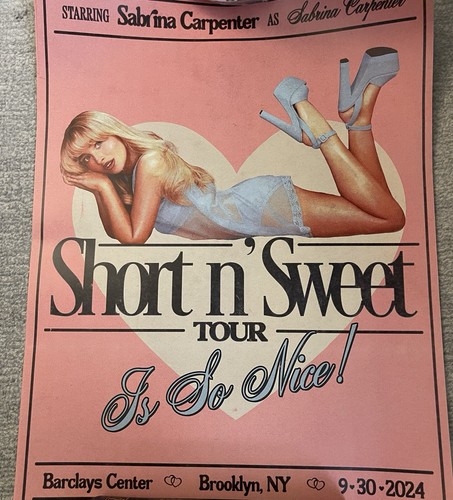 STARRING Sabrina Carpenter AS Sabrina Carpenter
Short n' Sweet
TOUR
Is So Nice!
Barclays Center Brooklyn, NY 9·30·2024